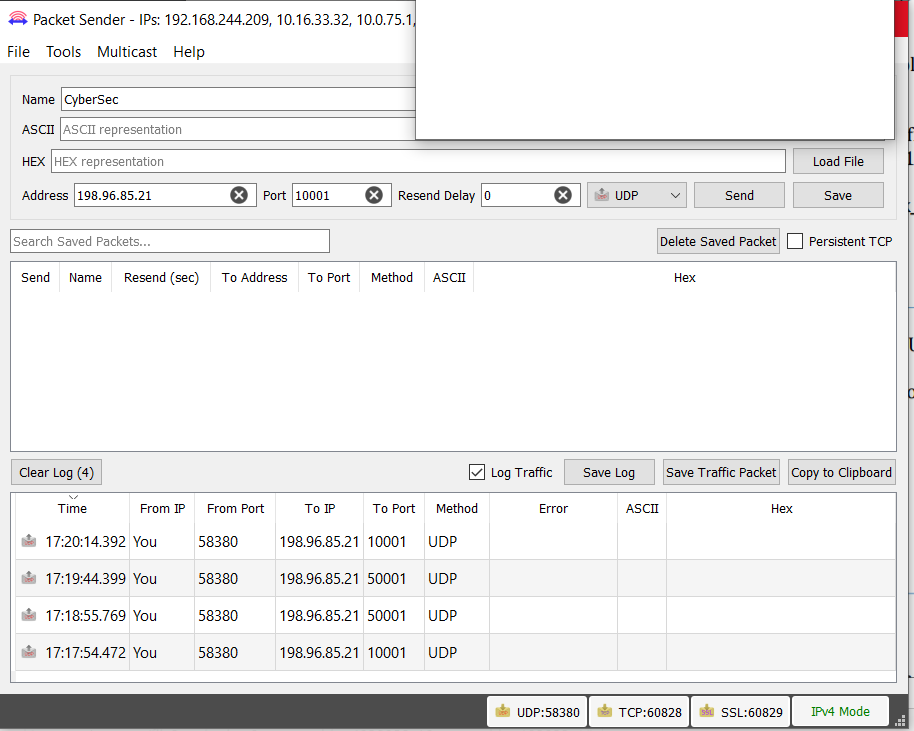 Packet Sender - IPs: 192.168.244.209, 10.16.33.32, 10.0.75.1,
File Tools Multicast Help
Name CyberSec
ASCII ASCII representation
HEX HEX representation Load File
Address 198.96.85.21 Port 10001 Resend Delay 0 UDP Send Save
Search Saved Packets... Delete Saved Packet Persistent TCP
Send Name Resend (sec) To Address To Port Method ASCII Hex
Clear Log (4) Log Traffic Save Log Save Traffic Packet Copy to Clipboard
Time From IP From Port To IP To Port Method Error ASCII Hex
17:20:14.392 You 58380 198.96.85.21 10001 UDP
17:19:44.399 You 58380 198.96.85.21 50001 UDP
17:18:55.769 You 58380 198.96.85.21 50001 UDP
17:17:54.472 You 58380 198.96.85.21 10001 UDP
UDP:58380 TCP:60828 SSL:60829 IPv4 Mode